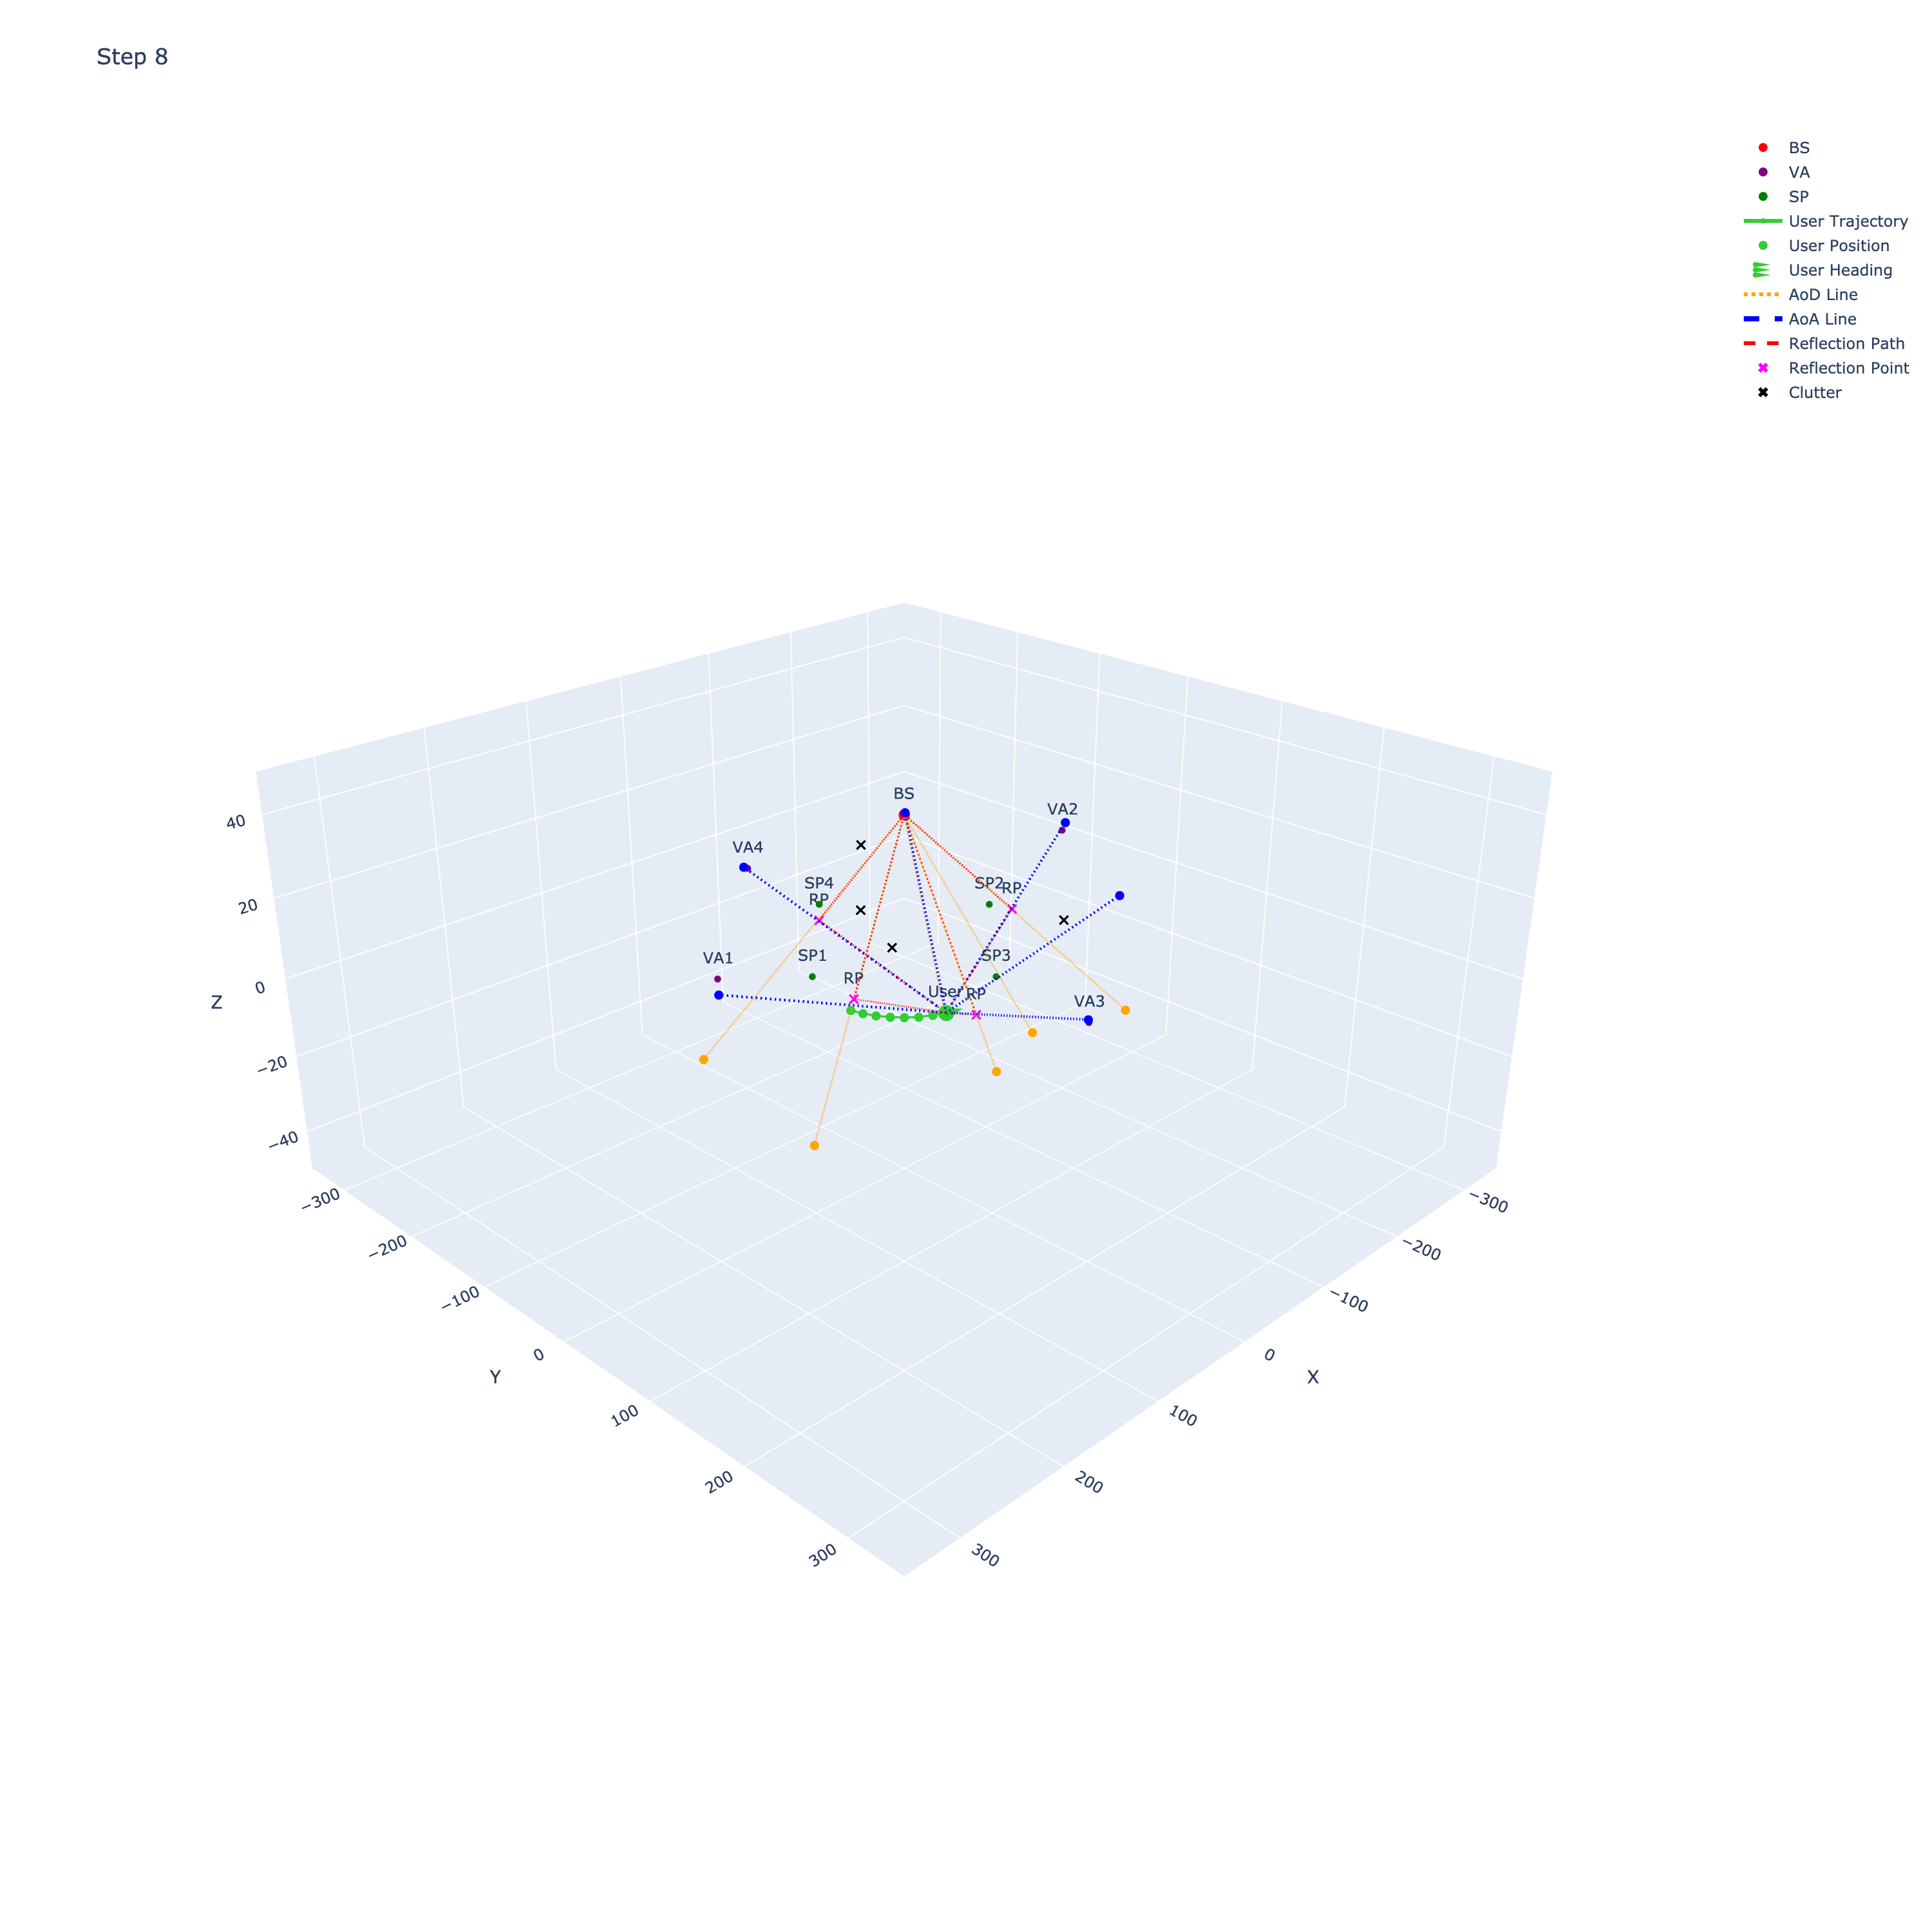 Step 8
BS
VA
SP
User Trajectory
User Position
User Heading
AoD Line
AoA Line
Reflection Path
Reflection Point
Clutter
BS
VA2
VA4
SP4
SP2
RP
RP
VA1
SP1
SP3
RP
User
RP
VA3
Z
40
20
0
−20
−40
Y
−300
−200
−100
0
100
200
300
X
−300
−200
−100
0
100
200
300